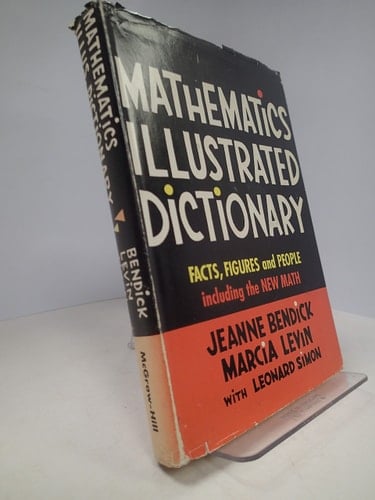 MATHEMATICS
ILLUSTRATED
DICTIONARY
FACTS, FIGURES and PEOPLE
including the NEW MATH
JEANNE BENDICK
MARCIA LEVIN
WITH LEONARD SIMON
MATHEMATICS
ILLUS. DICTIONARY
BENDICK
LEVIN
McGraw-Hill